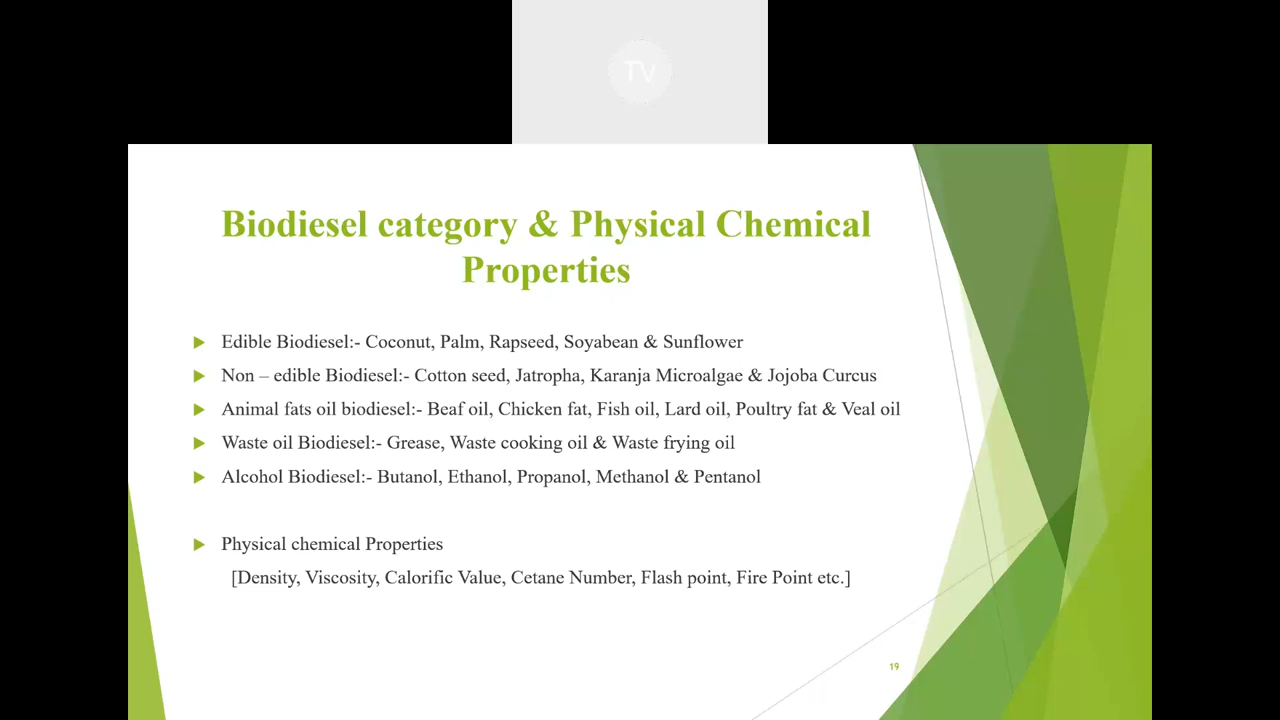 TV
Biodiesel category & Physical Chemical
Properties
Edible Biodiesel:- Coconut, Palm, Rapseed, Soyabean & Sunflower
Non – edible Biodiesel:- Cotton seed, Jatropha, Karanja Microalgae & Jojoba Curcus
Animal fats oil biodiesel:- Beaf oil, Chicken fat, Fish oil, Lard oil, Poultry fat & Veal oil
Waste oil Biodiesel:- Grease, Waste cooking oil & Waste frying oil
Alcohol Biodiesel:- Butanol, Ethanol, Propanol, Methanol & Pentanol
Physical chemical Properties
[Density, Viscosity, Calorific Value, Cetane Number, Flash point, Fire Point etc.]
19